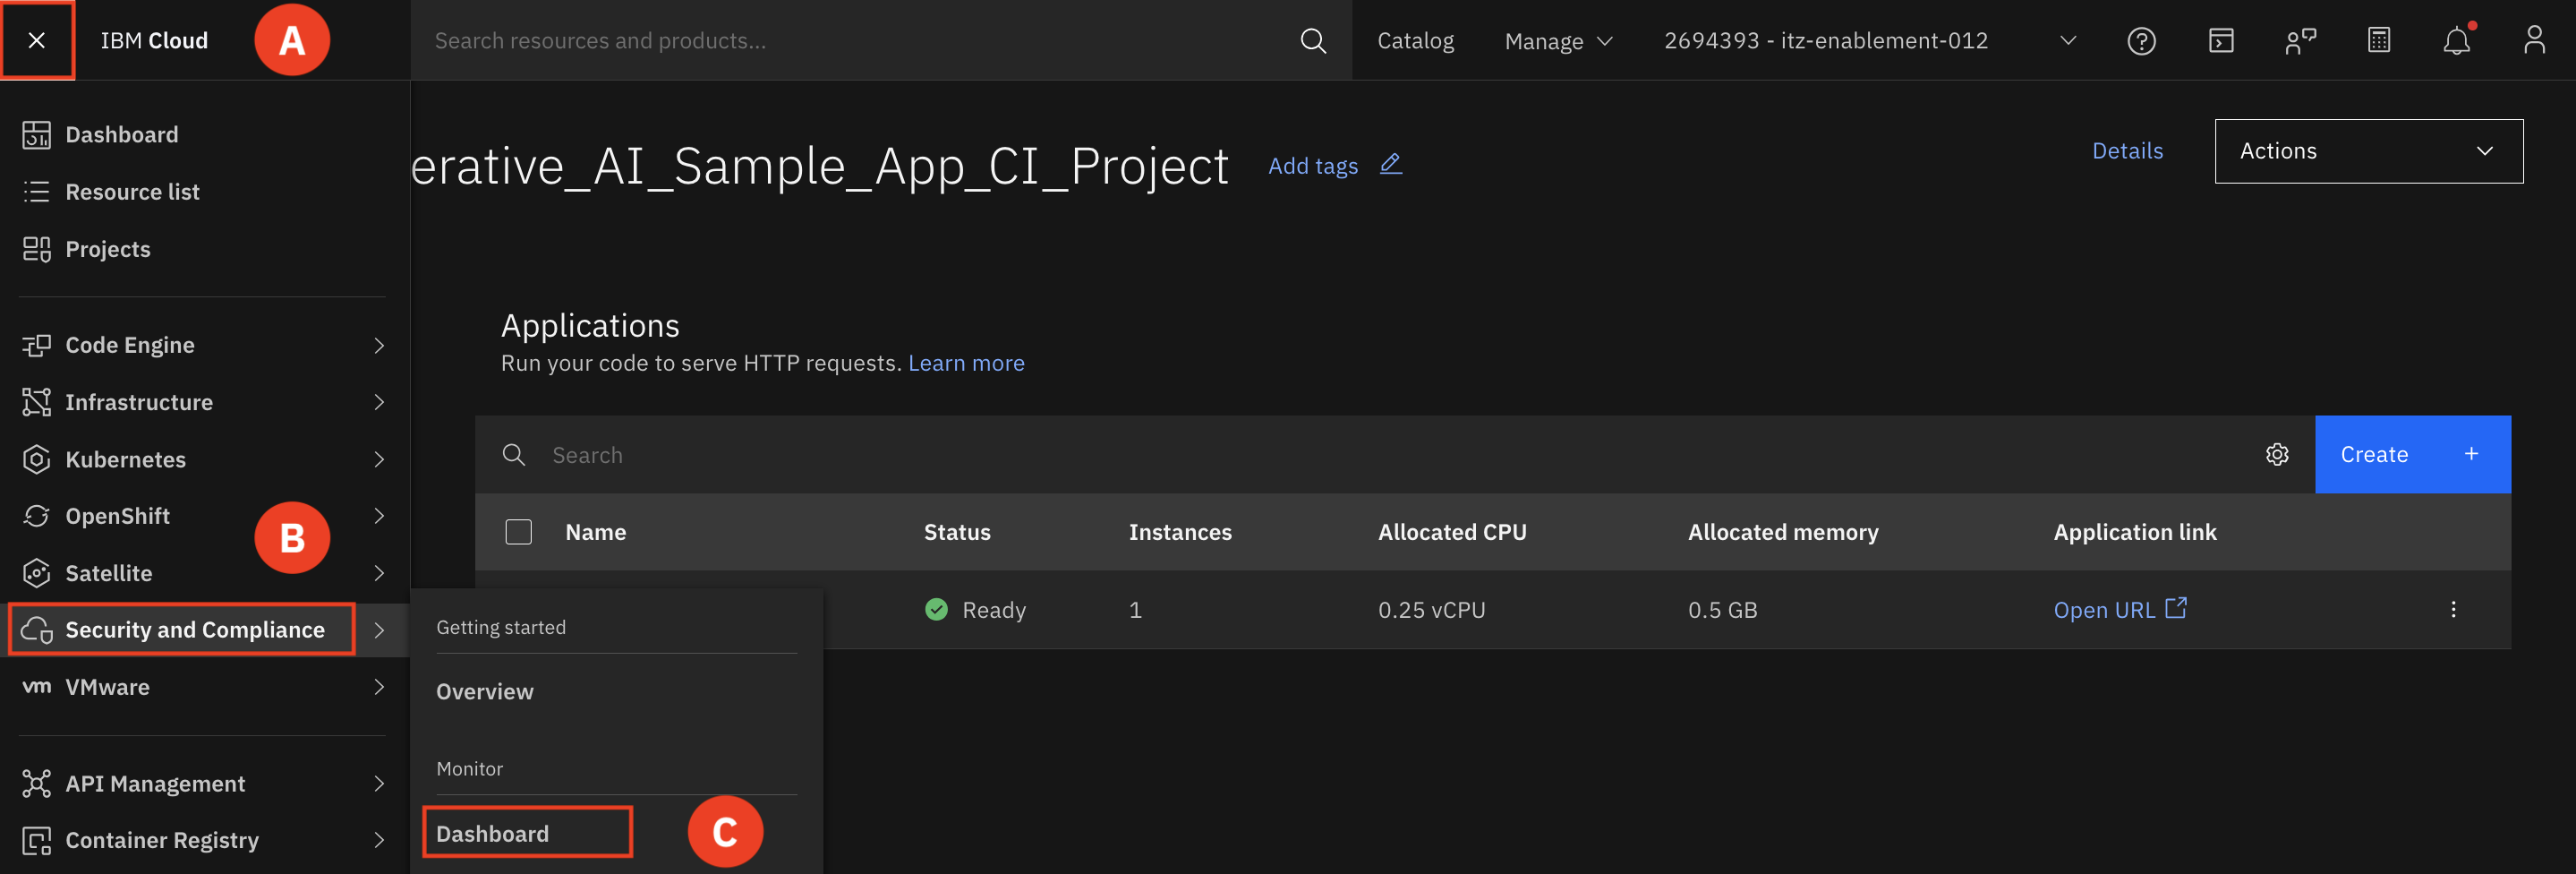 IBM Cloud
A
Search resources and products...
Catalog
Manage
2694393 - itz-enablement-012
Dashboard
Resource list
Projects
Code Engine
Infrastructure
Kubernetes
OpenShift
B
Satellite
Security and Compliance
vm VMware
API Management
Container Registry
Getting started
Overview
Monitor
Dashboard
C
erative_AI_Sample_App_CI_Project
Add tags
Details
Actions
Applications
Run your code to serve HTTP requests. Learn more
Search
Create +
Name Status Instances Allocated CPU Allocated memory Application link
Ready 1 0.25 vCPU 0.5 GB Open URL